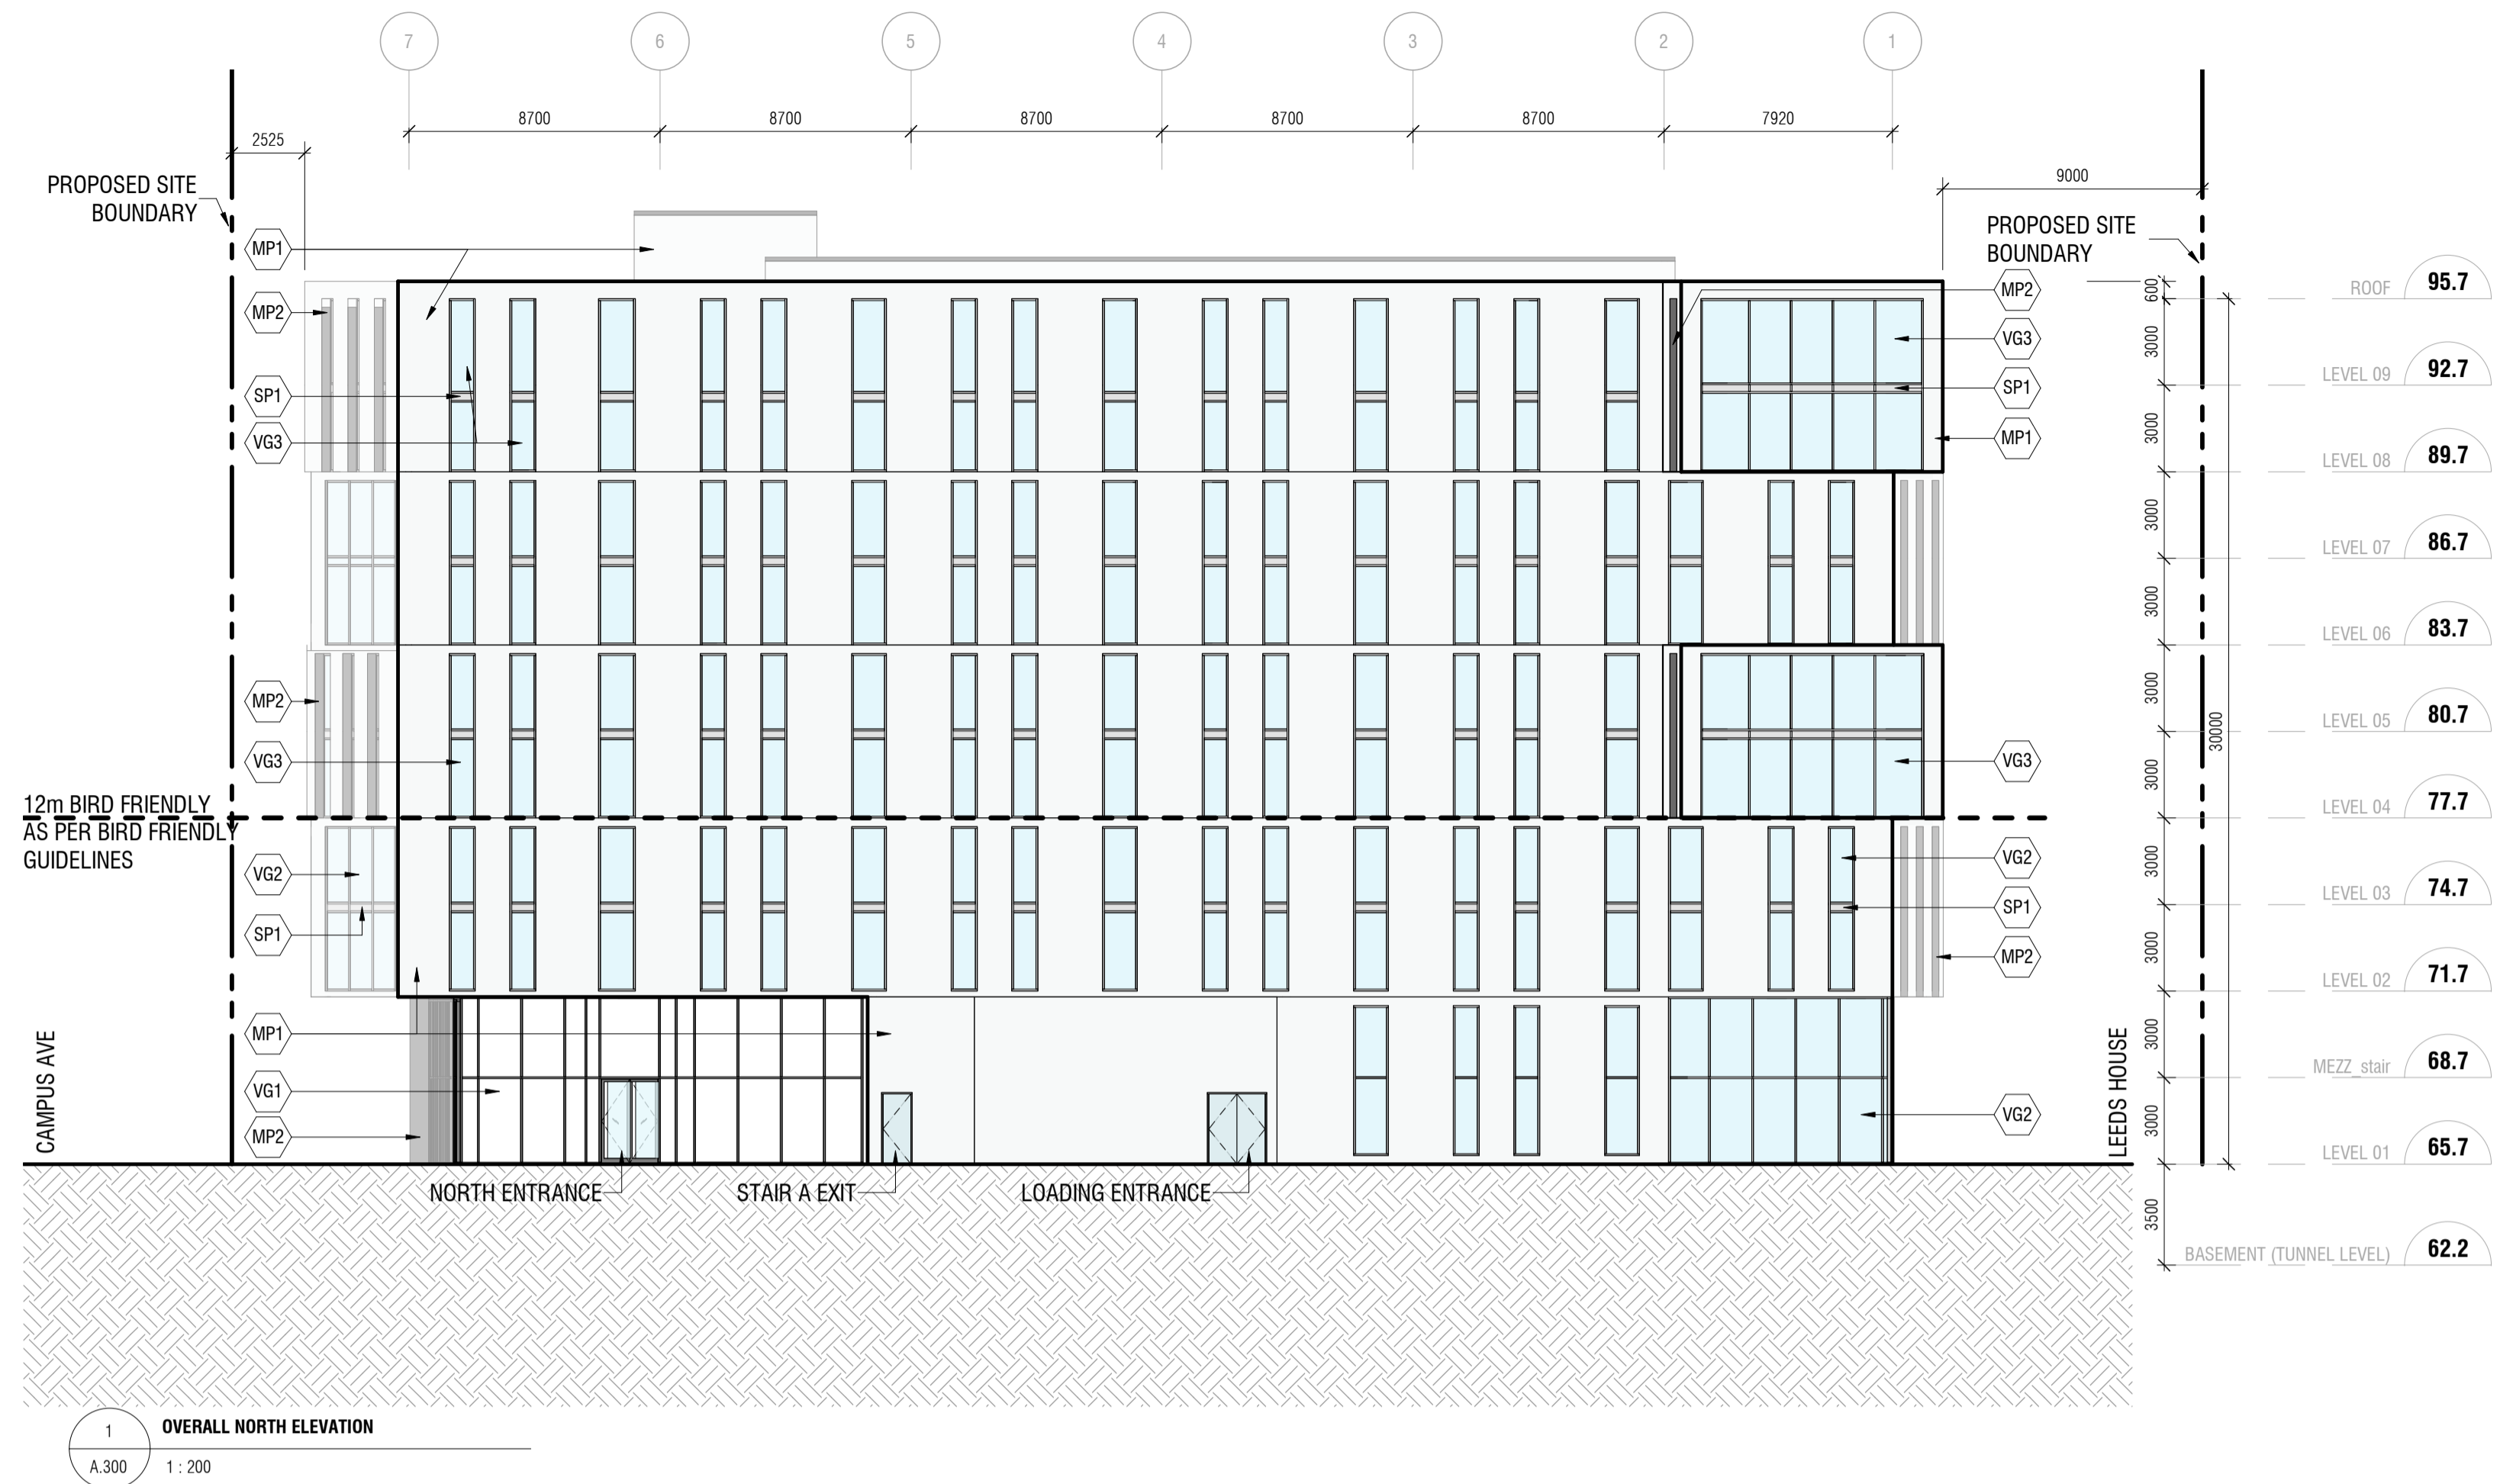 7
6
5
4
3
2
1
8700
8700
8700
8700
8700
7920
2525
9000
PROPOSED SITE
BOUNDARY
PROPOSED SITE
BOUNDARY
MP1
MP2
SP1
VG3
MP2
VG3
12m BIRD FRIENDLY
AS PER BIRD FRIENDLY
GUIDELINES
VG2
SP1
MP1
VG1
MP2
CAMPUS AVE
MP2
VG3
SP1
MP1
VG3
VG2
SP1
MP2
VG2
LEEDS HOUSE
NORTH ENTRANCE
STAIR A EXIT
LOADING ENTRANCE
600
3000
3000
3000
3000
3000
3000
3000
3000
3000
3000
3500
30000
ROOF 95.7
LEVEL 09 92.7
LEVEL 08 89.7
LEVEL 07 86.7
LEVEL 06 83.7
LEVEL 05 80.7
LEVEL 04 77.7
LEVEL 03 74.7
LEVEL 02 71.7
MEZZ_stair 68.7
LEVEL 01 65.7
BASEMENT (TUNNEL LEVEL) 62.2
1
OVERALL NORTH ELEVATION
A.300
1 : 200